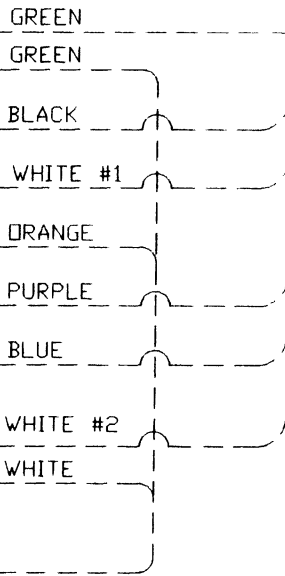 GREEN
GREEN
BLACK
WHITE #1
ORANGE
PURPLE
BLUE
WHITE #2
WHITE